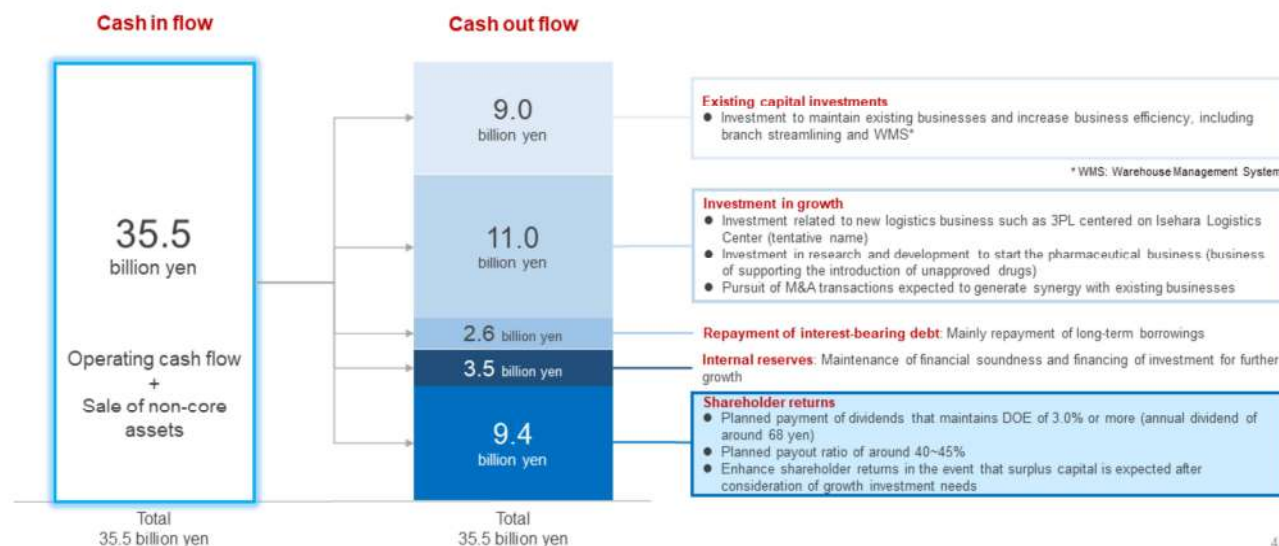 Cash in flow
Cash out flow
35.5
billion yen
Operating cash flow
+
Sale of non-core
assets
Total
35.5 billion yen
9.0
billion yen
11.0
billion yen
2.6 billion yen
3.5 billion yen
9.4
billion yen
Total
35.5 billion yen
Existing capital investments
● Investment to maintain existing businesses and increase business efficiency, including
branch streamlining and WMS*
* WMS: Warehouse Management System
Investment in growth
● Investment related to new logistics business such as 3PL centered on Isehara Logistics
Center (tentative name)
● Investment in research and development to start the pharmaceutical business (business
of supporting the introduction of unapproved drugs)
● Pursuit of M&A transactions expected to generate synergy with existing businesses
Repayment of interest-bearing debt: Mainly repayment of long-term borrowings
Internal reserves: Maintenance of financial soundness and financing of investment for further
growth
Shareholder returns
● Planned payment of dividends that maintains DOE of 3.0% or more (annual dividend of
around 68 yen)
● Planned payout ratio of around 40~45%
● Enhance shareholder returns in the event that surplus capital is expected after
consideration of growth investment needs
4